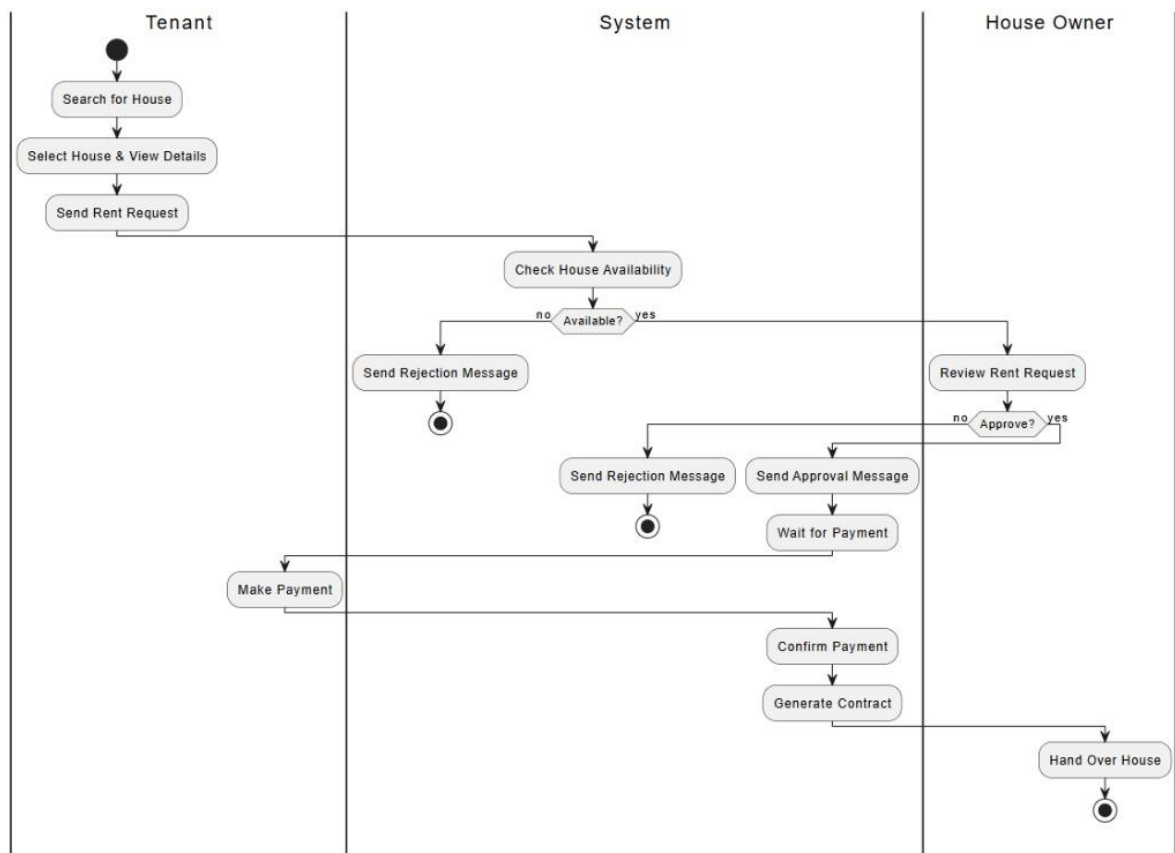 Tenant
System
House Owner
Search for House
Select House & View Details
Send Rent Request
Check House Availability
no
Available?
yes
Send Rejection Message
Review Rent Request
no
Approve?
yes
Send Rejection Message
Send Approval Message
Wait for Payment
Make Payment
Confirm Payment
Generate Contract
Hand Over House